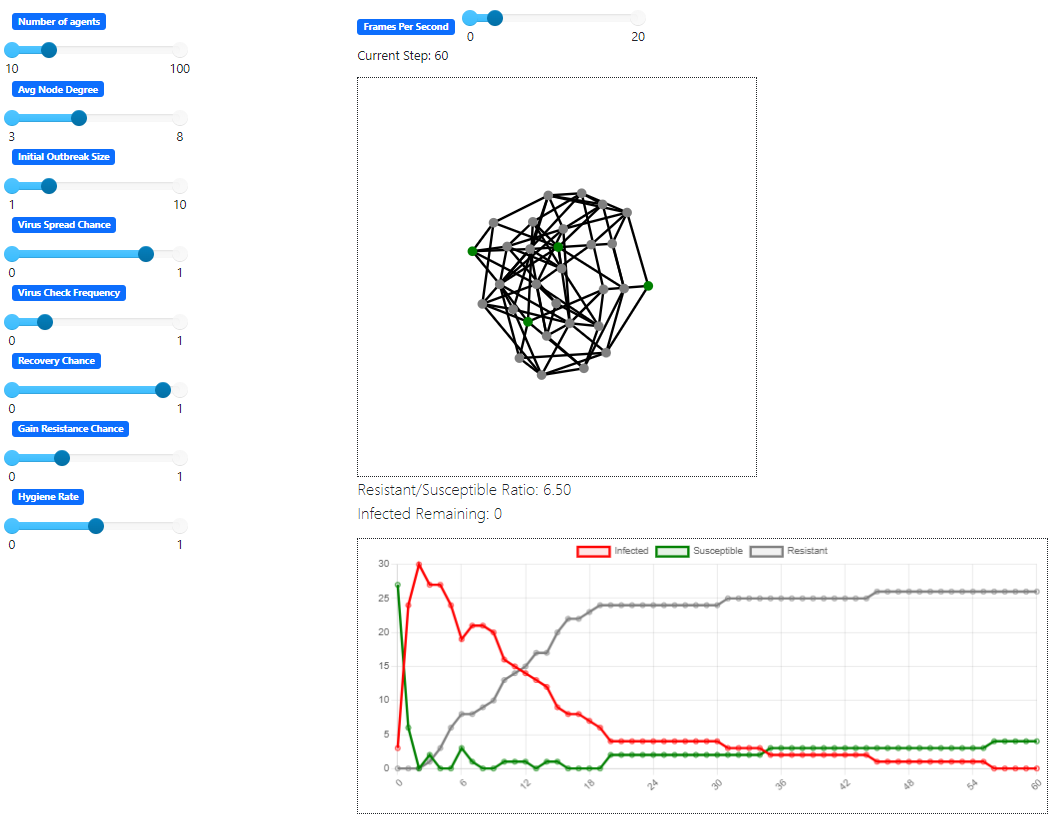 Number of agents
10 100
Avg Node Degree
3 8
Initial Outbreak Size
1 10
Virus Spread Chance
0 1
Virus Check Frequency
0 1
Recovery Chance
0 1
Gain Resistance Chance
0 1
Hygiene Rate
0 1
Frames Per Second
0 20
Current Step: 60
Resistant/Susceptible Ratio: 6.50
Infected Remaining: 0
Infected Susceptible Resistant
30
25
20
15
10
5
0
0 6 12 18 24 30 36 42 48 54 60